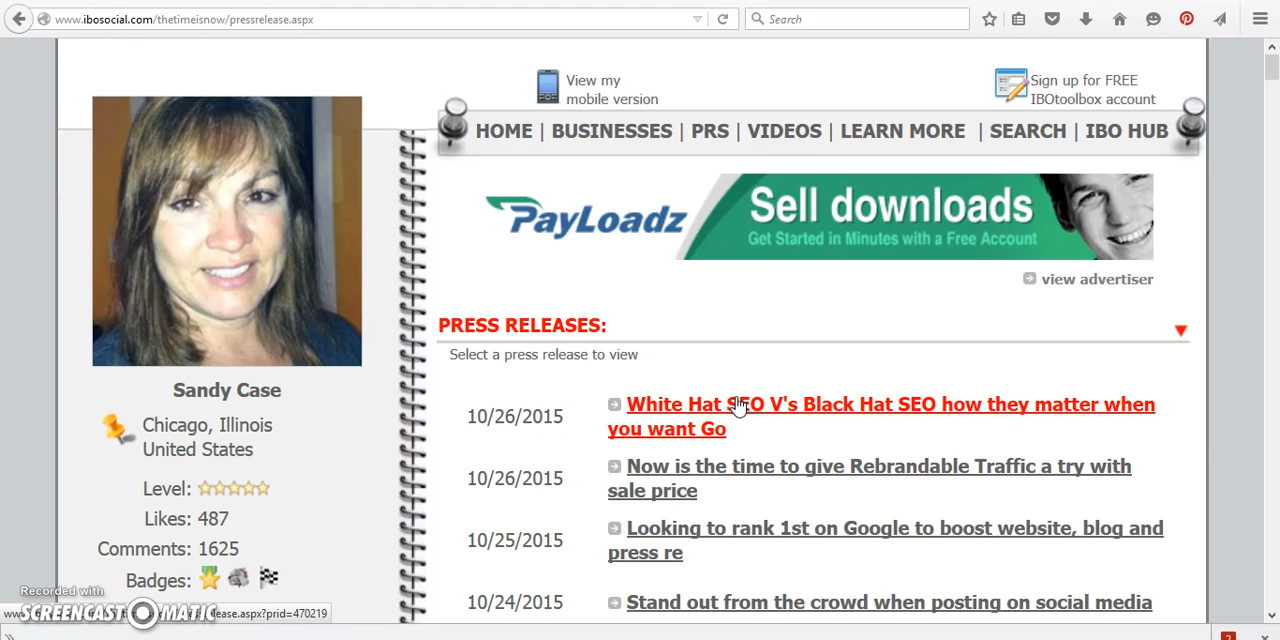 www.ibosocial.com/thetimeisnow/pressrelease.aspx
Search
View my
mobile version
Sign up for FREE
IBOtoolbox account
HOME | BUSINESSES | PRS | VIDEOS | LEARN MORE | SEARCH | IBO HUB
PayLoadz
Sell downloads
Get Started in Minutes with a Free Account
view advertiser
PRESS RELEASES:
Select a press release to view
Sandy Case
Chicago, Illinois
United States
Level:
Likes: 487
Comments: 1625
Badges:
10/26/2015
White Hat SEO V's Black Hat SEO how they matter when
you want Go
10/26/2015
Now is the time to give Rebrandable Traffic a try with
sale price
10/25/2015
Looking to rank 1st on Google to boost website, blog and
press re
10/24/2015
Stand out from the crowd when posting on social media
Recorded with
SCREENCAST-O-MATIC
lease.aspx?prid=470219
2